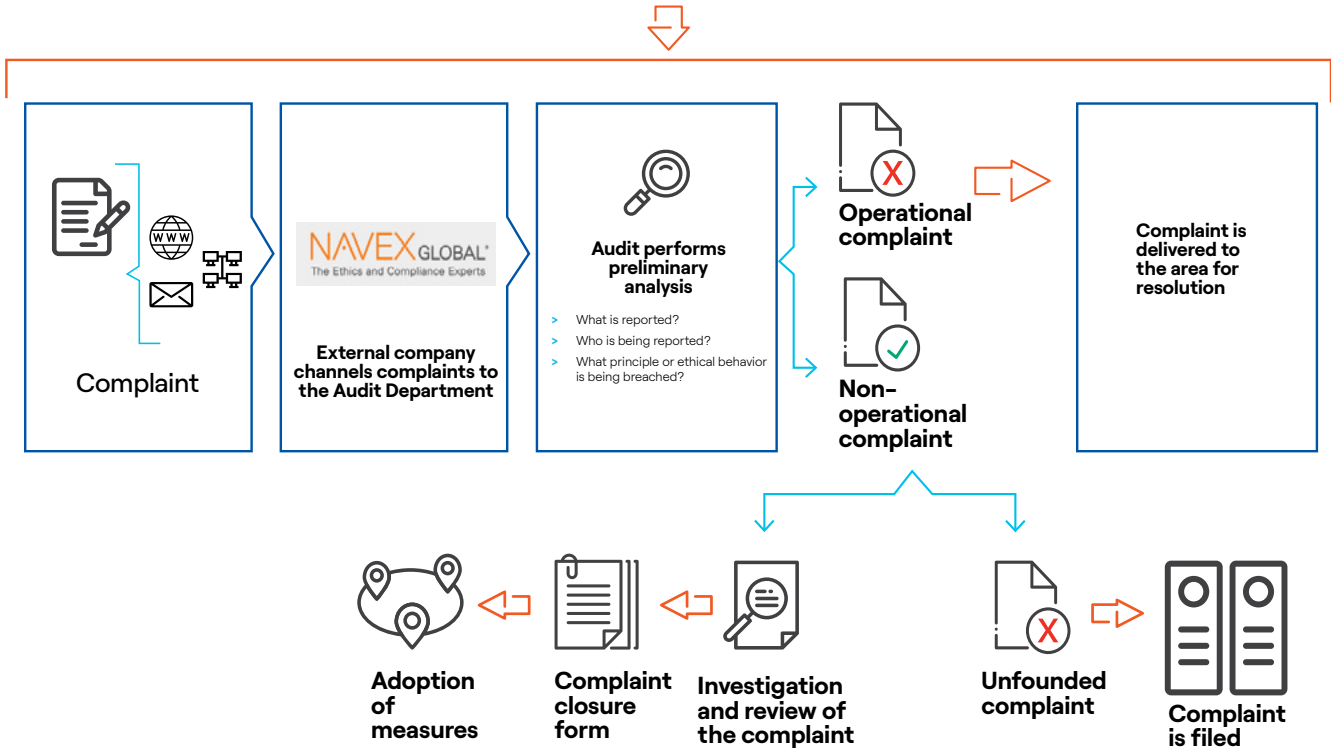 Complaint
WWW
NAVEX GLOBAL®
The Ethics and Compliance Experts
External company
channels complaints to
the Audit Department
Audit performs
preliminary
analysis
> What is reported?
> Who is being reported?
> What principle or ethical behavior
is being breached?
X
Operational
complaint
Non-
operational
complaint
Complaint is
delivered to
the area for
resolution
Adoption
of
measures
Complaint
closure
form
Investigation
and review of
the complaint
X
Unfounded
complaint
Complaint
is filed